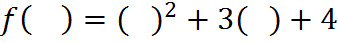 f(  ) = (  )² + 3(  ) + 4